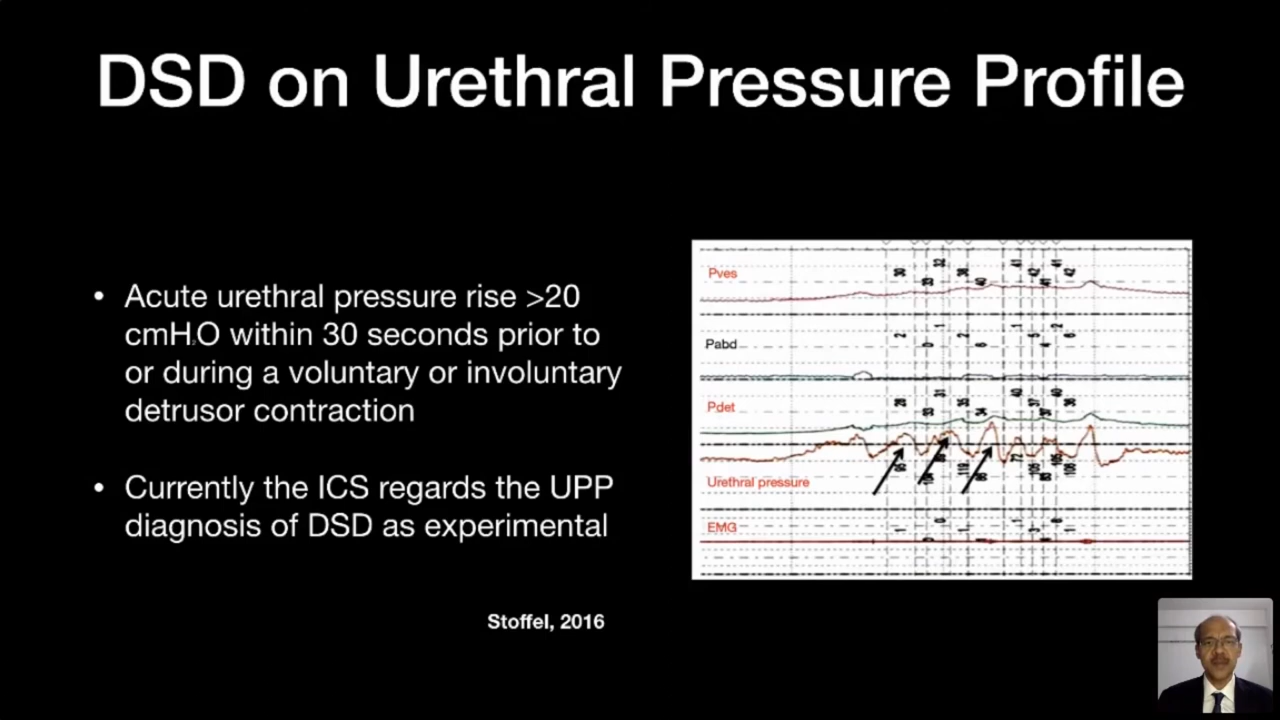 DSD on Urethral Pressure Profile
• Acute urethral pressure rise >20
cmH₂O within 30 seconds prior to
or during a voluntary or involuntary
detrusor contraction
• Currently the ICS regards the UPP
diagnosis of DSD as experimental
Stoffel, 2016
Pves
Pabd
Pdet
Urethral pressure
EMG